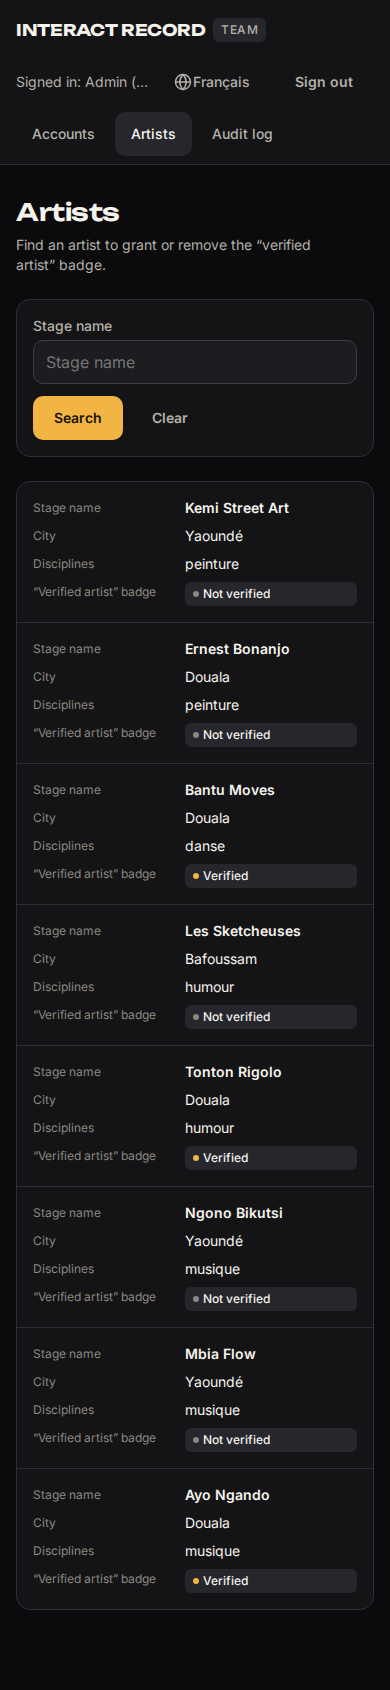 INTERACT RECORD TEAM
Signed in: Admin (... Français Sign out
Accounts Artists Audit log
Artists
Find an artist to grant or remove the “verified
artist” badge.
Stage name
Stage name
Search Clear
Stage name Kemi Street Art
City Yaoundé
Disciplines peinture
“Verified artist” badge Not verified
Stage name Ernest Bonanjo
City Douala
Disciplines peinture
“Verified artist” badge Not verified
Stage name Bantu Moves
City Douala
Disciplines danse
“Verified artist” badge Verified
Stage name Les Sketcheuses
City Bafoussam
Disciplines humour
“Verified artist” badge Not verified
Stage name Tonton Rigolo
City Douala
Disciplines humour
“Verified artist” badge Verified
Stage name Ngono Bikutsi
City Yaoundé
Disciplines musique
“Verified artist” badge Not verified
Stage name Mbia Flow
City Yaoundé
Disciplines musique
“Verified artist” badge Not verified
Stage name Ayo Ngando
City Douala
Disciplines musique
“Verified artist” badge Verified